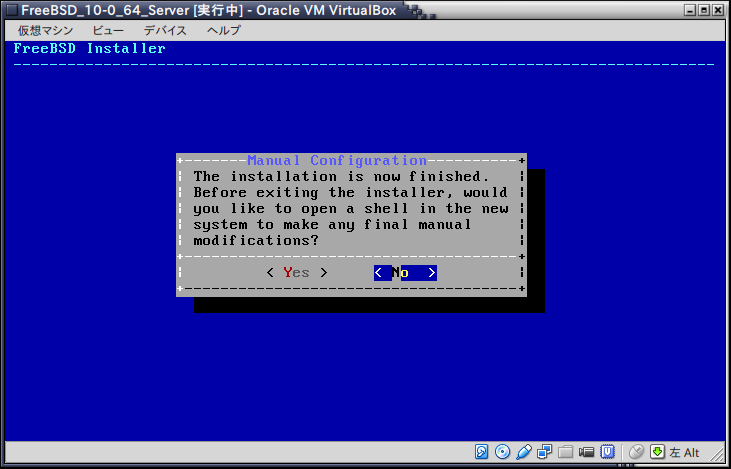 FreeBSD_10-0_64_Server [実行中] - Oracle VM VirtualBox
仮想マシン ビュー デバイス ヘルプ
FreeBSD Installer
Manual Configuration
The installation is now finished.
Before exiting the installer, would
you like to open a shell in the new
system to make any final manual
modifications?
< Yes > < No >
左 Alt